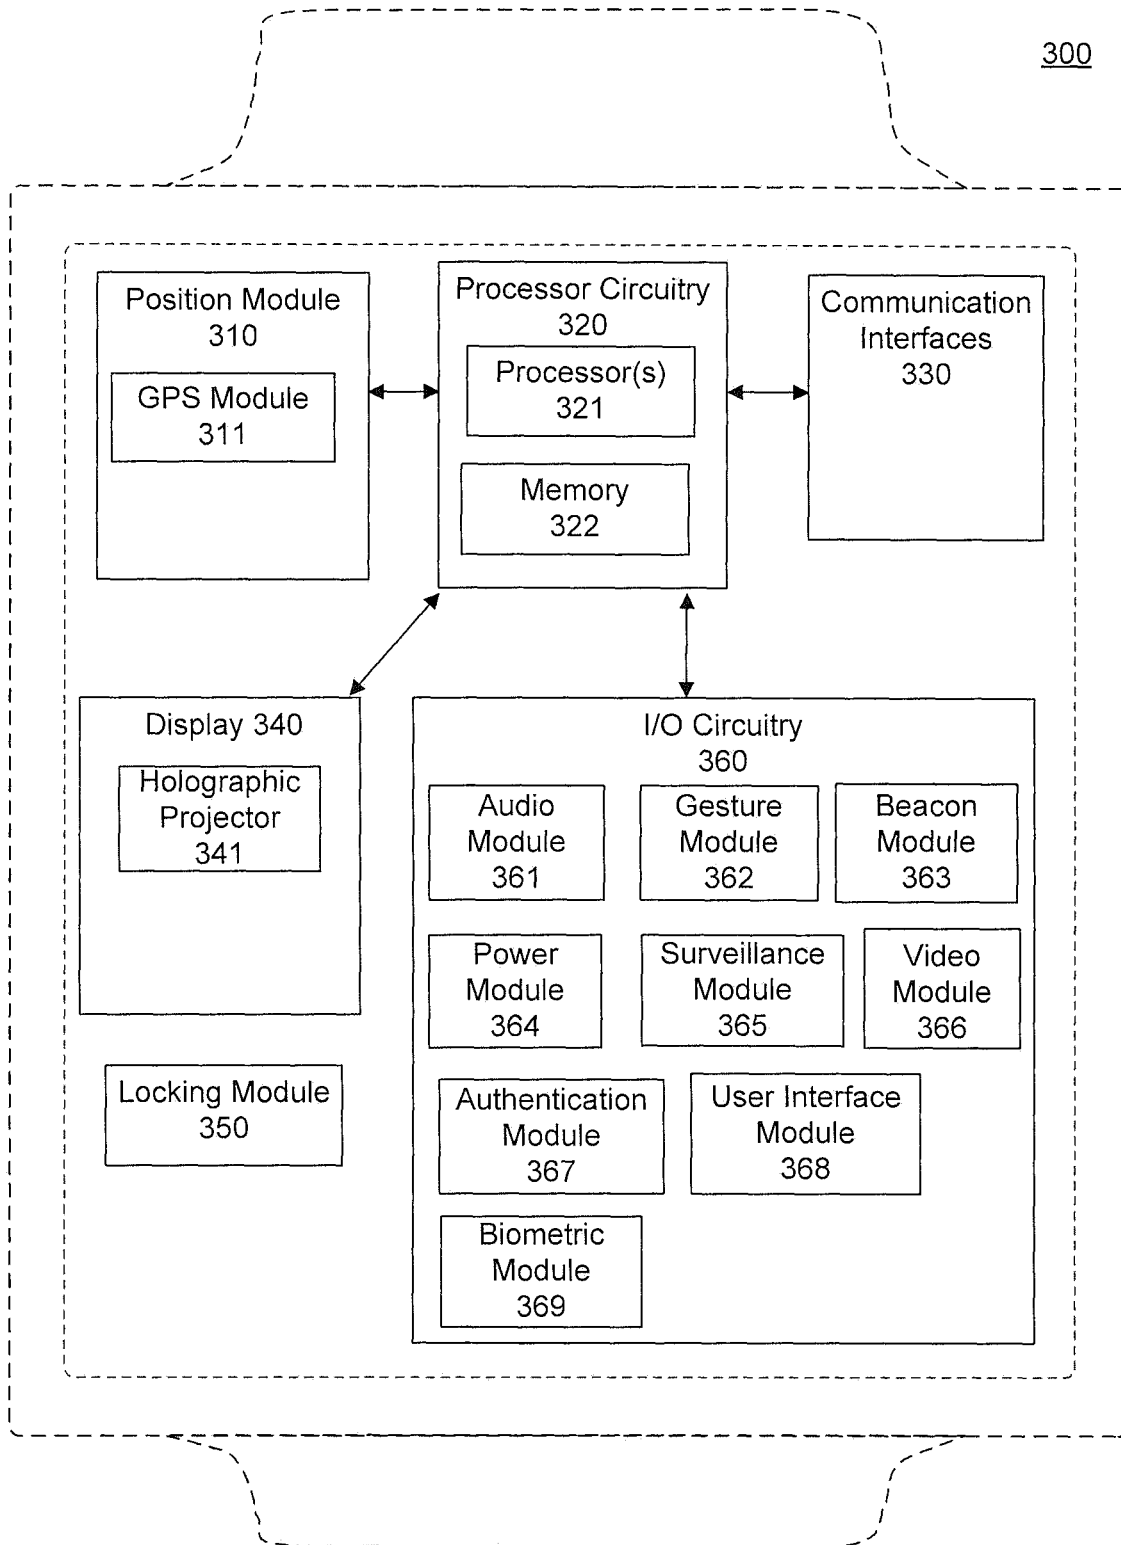 300
Position Module
310
GPS Module
311
Processor Circuitry
320
Processor(s)
321
Memory
322
Communication
Interfaces
330
Display 340
Holographic
Projector
341
Locking Module
350
I/O Circuitry
360
Audio
Module
361
Gesture
Module
362
Beacon
Module
363
Power
Module
364
Surveillance
Module
365
Video
Module
366
Authentication
Module
367
User Interface
Module
368
Biometric
Module
369